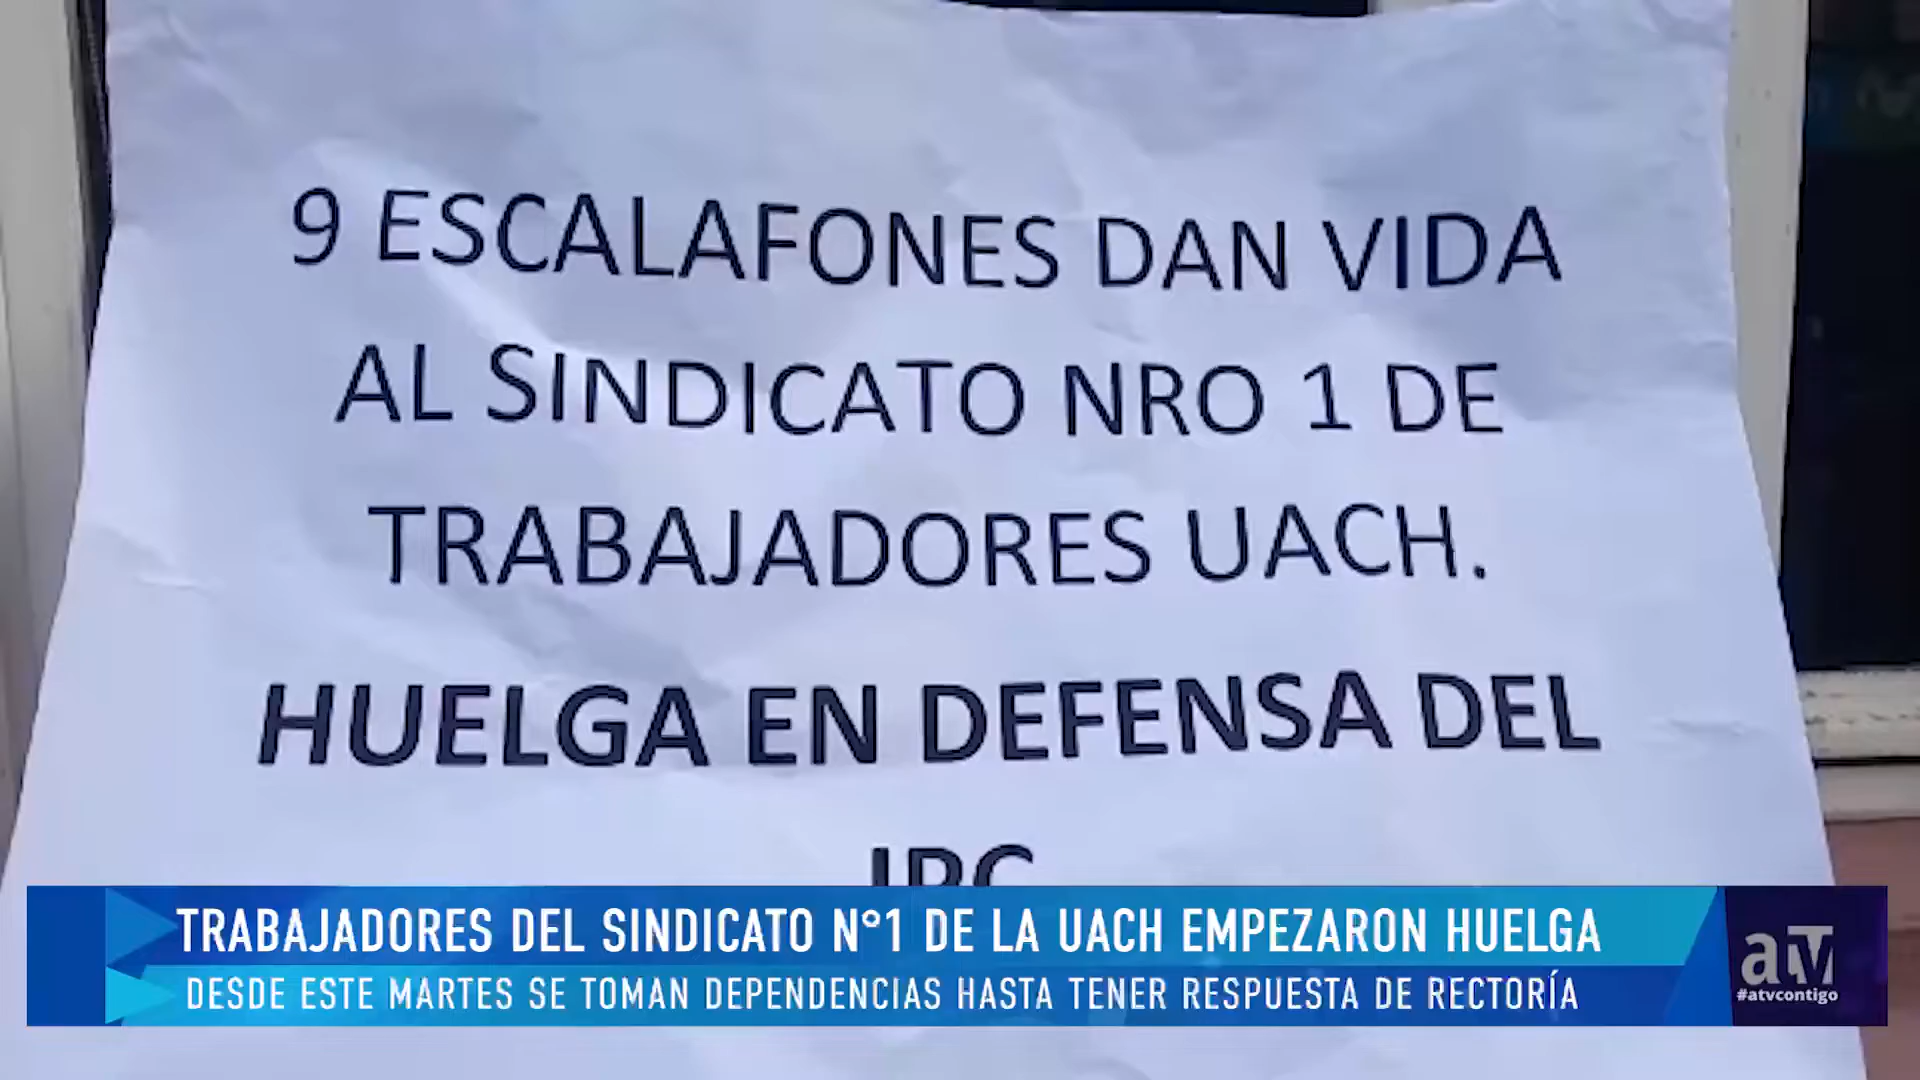 9 ESCALAFONES DAN VIDA
AL SINDICATO NRO 1 DE
TRABAJADORES UACH.
HUELGA EN DEFENSA DEL
IPC
TRABAJADORES DEL SINDICATO N°1 DE LA UACH EMPEZARON HUELGA
DESDE ESTE MARTES SE TOMAN DEPENDENCIAS HASTA TENER RESPUESTA DE RECTORÍA
atv
#atvcontigo